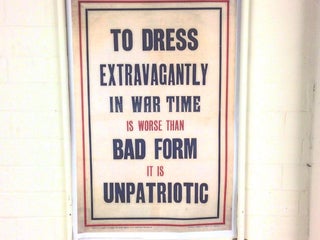 TO DRESS
EXTRAVAGANTLY
IN WAR TIME
IS WORSE THAN
BAD FORM
IT IS
UNPATRIOTIC